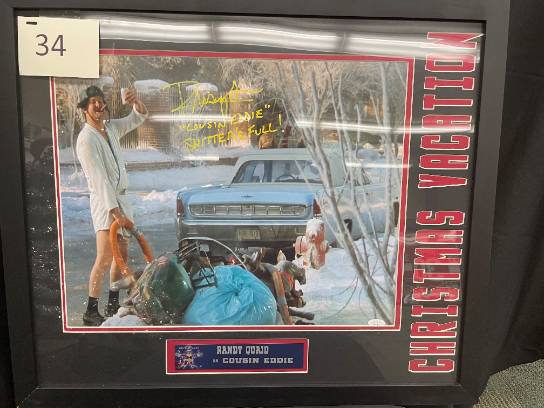 34
"COUSIN EDDIE"
SHITTER'S FULL!
CHRISTMAS VACATION
RANDY QUAID
as COUSIN EDDIE